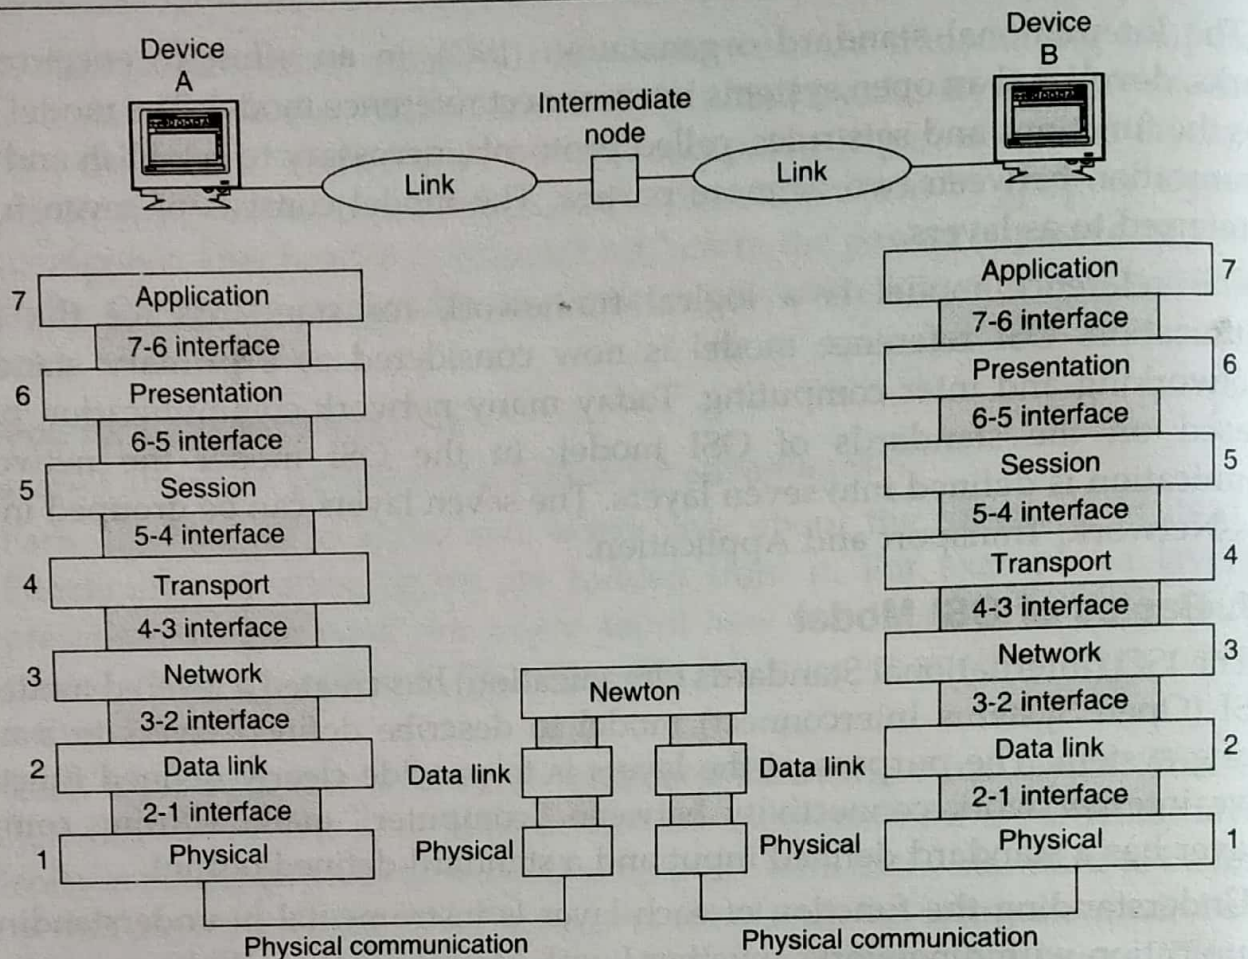 Device
A
Device
B
Intermediate
node
Link
Link
7 Application
7-6 interface
6 Presentation
6-5 interface
5 Session
5-4 interface
4 Transport
4-3 interface
3 Network
3-2 interface
2 Data link
2-1 interface
1 Physical
Newton
Data link
Data link
Physical
Physical
Application 7
7-6 interface
Presentation 6
6-5 interface
Session 5
5-4 interface
Transport 4
4-3 interface
Network 3
3-2 interface
Data link 2
2-1 interface
Physical 1
Physical communication
Physical communication